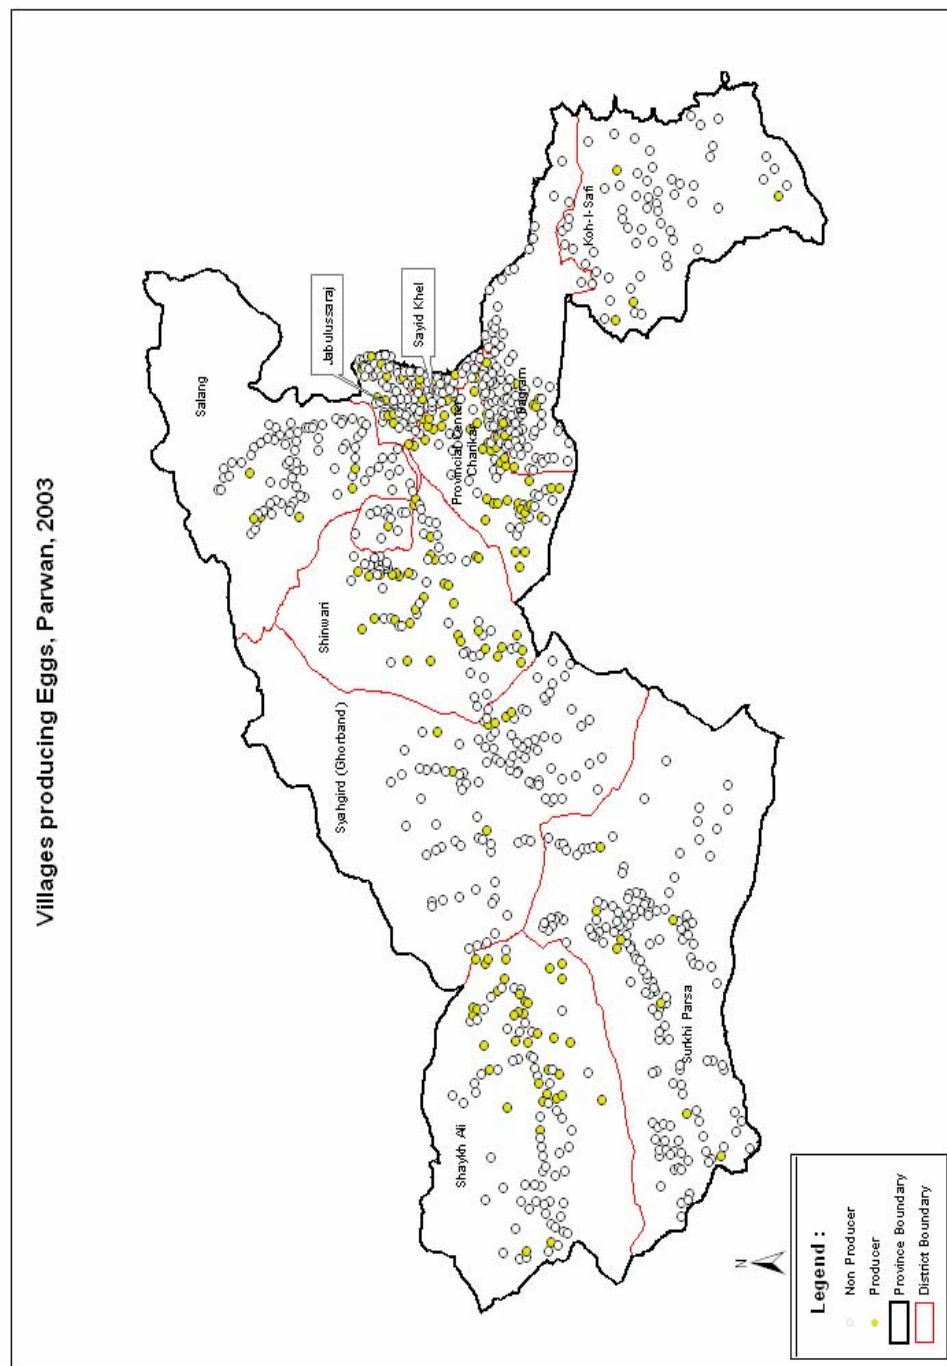 Villages producing Eggs, Parwan, 2003
Salang
Jabulussaraj
Sayid Khel
Shinwari
Provincial Center
Charikar
Bagram
Koh-I-Safi
Syahgird (Ghorband)
Shaykh Ali
Surkhi Parsa
N
Legend :
Non Producer
Producer
Province Boundary
District Boundary